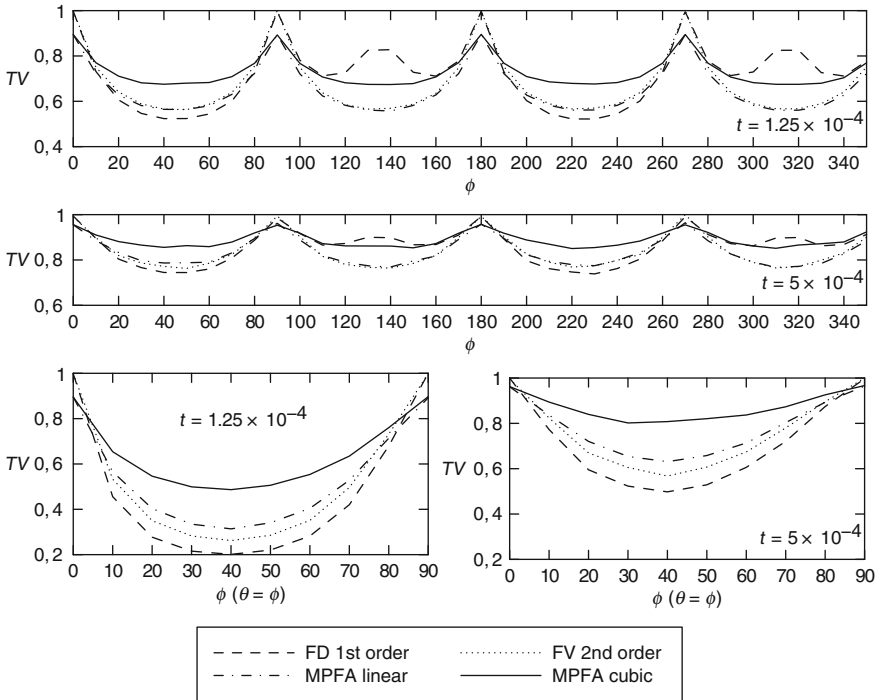 1
0,8
TV
0,6
0,4
t = 1.25 × 10⁻⁴
0 20 40 60 80 100 120 140 160 180 200 220 240 260 280 300 320 340
ϕ
1
TV 0,8
0,6
t = 5 × 10⁻⁴
0 20 40 60 80 100 120 140 160 180 200 220 240 260 280 300 320 340
ϕ
1
0,8
TV
0,6
0,4
0,2
t = 1.25 × 10⁻⁴
0 10 20 30 40 50 60 70 80 90
ϕ (θ = ϕ)
1
0,8
0,6
TV
0,4
0,2
t = 5 × 10⁻⁴
0 10 20 30 40 50 60 70 80 90
ϕ (θ = ϕ)
FD 1st order
FV 2nd order
MPFA linear
MPFA cubic